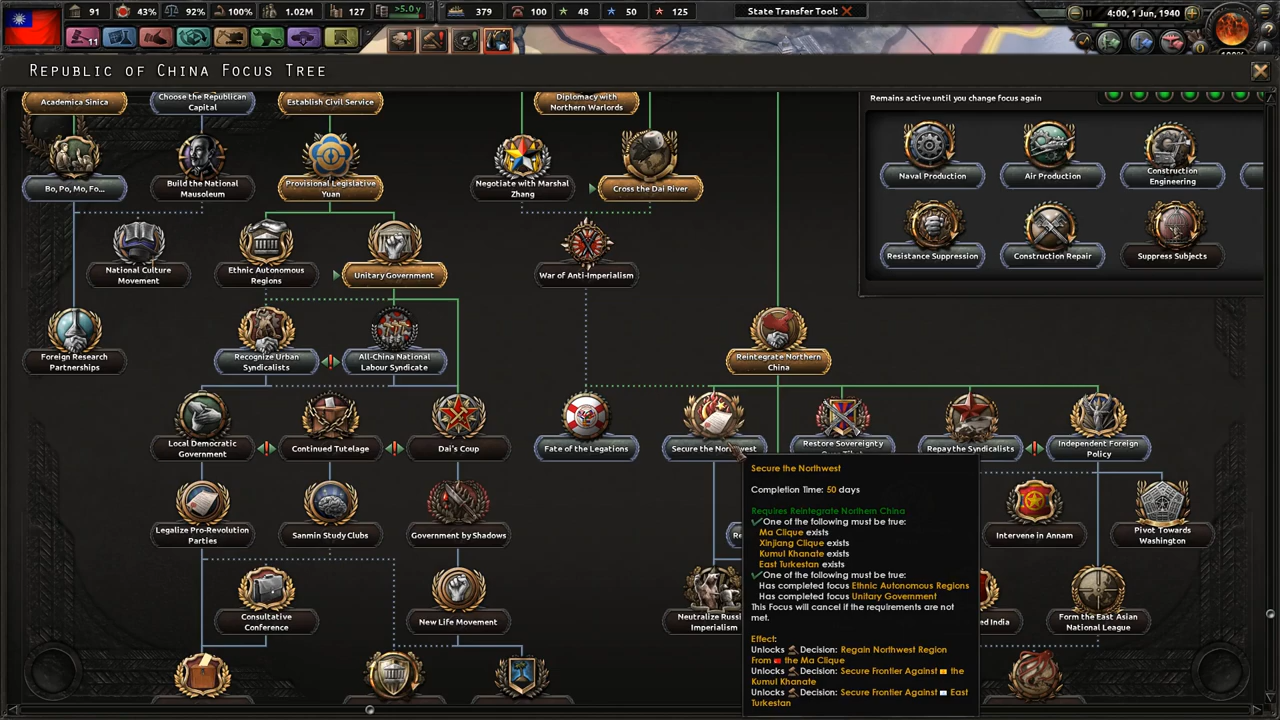 91
43%
92%
100%
1.02M
127
>5.0 y
379
100
48
50
125
State Transfer Tool:
4:00, 1 Jun, 1940
11
0
REPUBLIC OF CHINA FOCUS TREE
Academica Sinica
Choose the Republican
Capital
Establish Civil Service
Diplomacy with
Northern Warlords
Remains active until you change focus again
Bo, Po, Mo, Fo...
Build the National
Mausoleum
Provisional Legislative
Yuan
Negotiate with Marshal
Zhang
Cross the Dai River
Naval Production
Air Production
Construction
Engineering
National Culture
Movement
Ethnic Autonomous
Regions
Unitary Government
War of Anti-Imperialism
Resistance Suppression
Construction Repair
Suppress Subjects
Foreign Research
Partnerships
Recognize Urban
Syndicalists
All-China National
Labour Syndicate
Reintegrate Northern
China
Local Democratic
Government
Continued Tutelage
Dai's Coup
Fate of the Legations
Secure the Northwest
Restore Sovereignty
Repay the Syndicalists
Independent Foreign
Policy
Legalize Pro-Revolution
Parties
Sanmin Study Clubs
Government by Shadows
Intervene in Annam
Pivot Towards
Washington
Consultative
Conference
New Life Movement
Imperialism
Form the East Asian
National League
Secure the Northwest
Completion Time: 50 days
Requires Reintegrate Northern China
One of the following must be true:
Ma Clique exists
Xinjiang Clique exists
Kumul Khanate exists
East Turkestan exists
One of the following must be true:
Has completed focus Ethnic Autonomous Regions
Has completed focus Unitary Government
This Focus will cancel if the requirements are not
met.
Effect:
Unlocks Decision: Regain Northwest Region
From the Ma Clique
Unlocks Decision: Secure Frontier Against the
Kumul Khanate
Unlocks Decision: Secure Frontier Against East
Turkestan